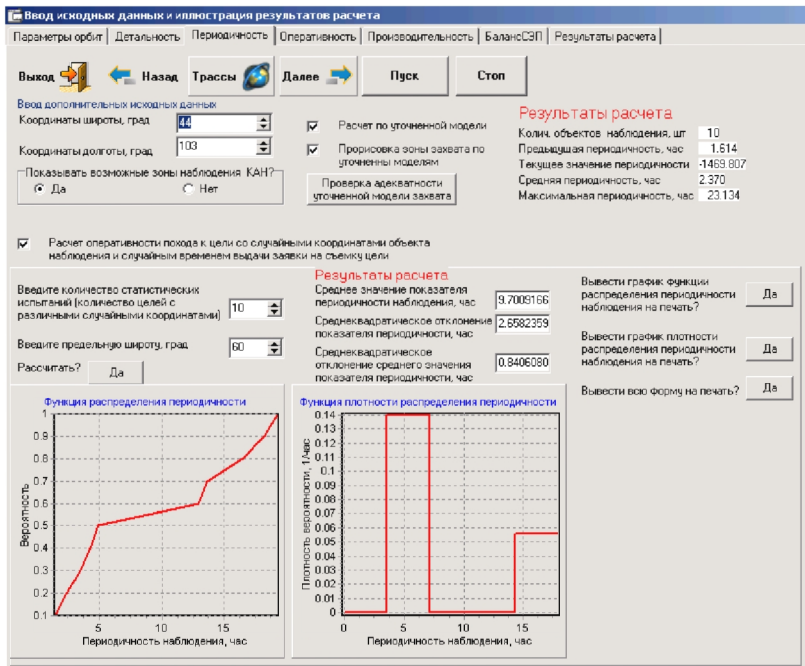 Ввод исходных данных и иллюстрация результатов расчета
Параметры орбит Детальность Периодичность Оперативность Производительность БалансСЭП Результаты расчета
Выход Назад Трассы Далее Пуск Стоп
Ввод дополнительных исходных данных
Координаты широты, град 44
Координаты долготы, град 103
Показывать возможные зоны наблюдения КАН?
Да Нет
Расчет по уточненной модели
Прорисовка зоны захвата по
уточненны моделям
Проверка адекватности
уточненной модели захвата
Результаты расчета
Колич. объектов наблюдения, шт 10
Предыдущая периодичность, час 1.614
Текущее значение периодичности -1469.807
Средняя периодичность, час 2.370
Максимальная периодичность, час 23.134
Расчет оперативности похода к цели со случайными координатами объекта
наблюдения и случайным временем выдачи заявки на съемку цели
Введите количество статистических
испытаний (количество целей с
различными случайными координатами) 10
Введите предельную широту, град 60
Рассчитать? Да
Результаты расчета
Среднее значение показателя
периодичности наблюдения, час 9.7009166
Среднеквадратическое отклонение
показателя периодичности, час 2.6582359
Среднеквадратическое
отклонение среднего значения
показателя периодичности, час 0.8406080
Вывести график функции
распределения периодичности
наблюдения на печать? Да
Вывести график плотности
распределения периодичности
наблюдения на печать? Да
Вывести всю форму на печать? Да
Функция распределения периодичности
Вероятность
1
0.9
0.8
0.7
0.6
0.5
0.4
0.3
0.2
0.1
5 10 15
Периодичность наблюдения, час
Функция плотности распределения периодичности
Плотность вероятности, 1/час
0.14
0.13
0.12
0.11
0.1
0.09
0.08
0.07
0.06
0.05
0.04
0.03
0.02
0.01
0
0 5 10 15
Периодичность наблюдения, час